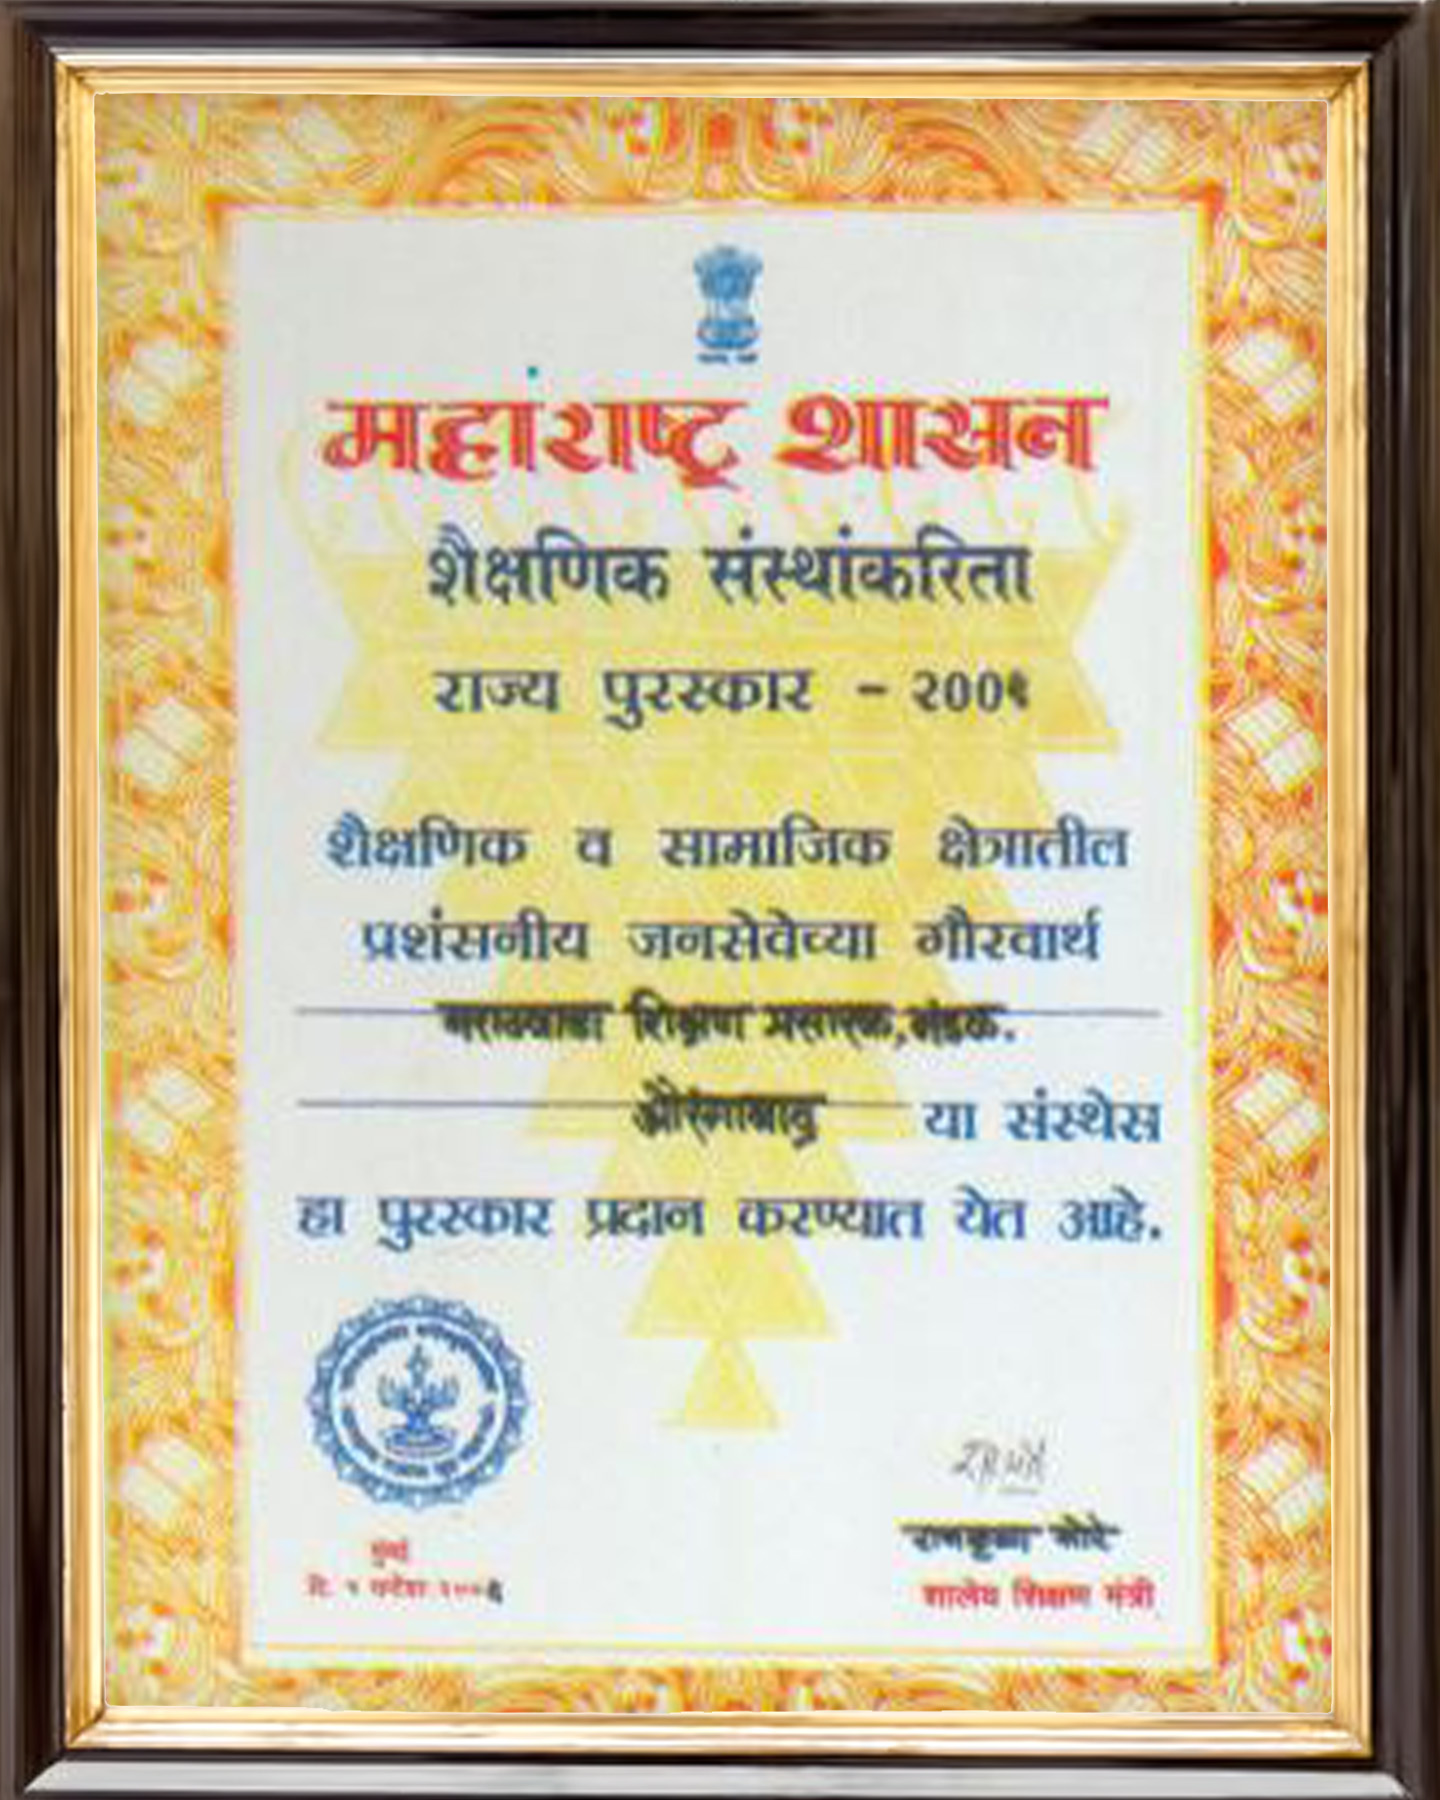 महाराष्ट्र शासन
शैक्षणिक संस्थांकरिता
राज्य पुरस्कार - २००१
शैक्षणिक व सामाजिक क्षेत्रातील
प्रशंसनीय जनसेवेच्या गौरवार्थ
मराठवाडा शिक्षण प्रसारक, मंडळ.
औरंगाबाद या संस्थेस
हा पुरस्कार प्रदान करण्यात येत आहे.
मुंबई
रामकृष्ण मोरे
शालेय शिक्षण मंत्री